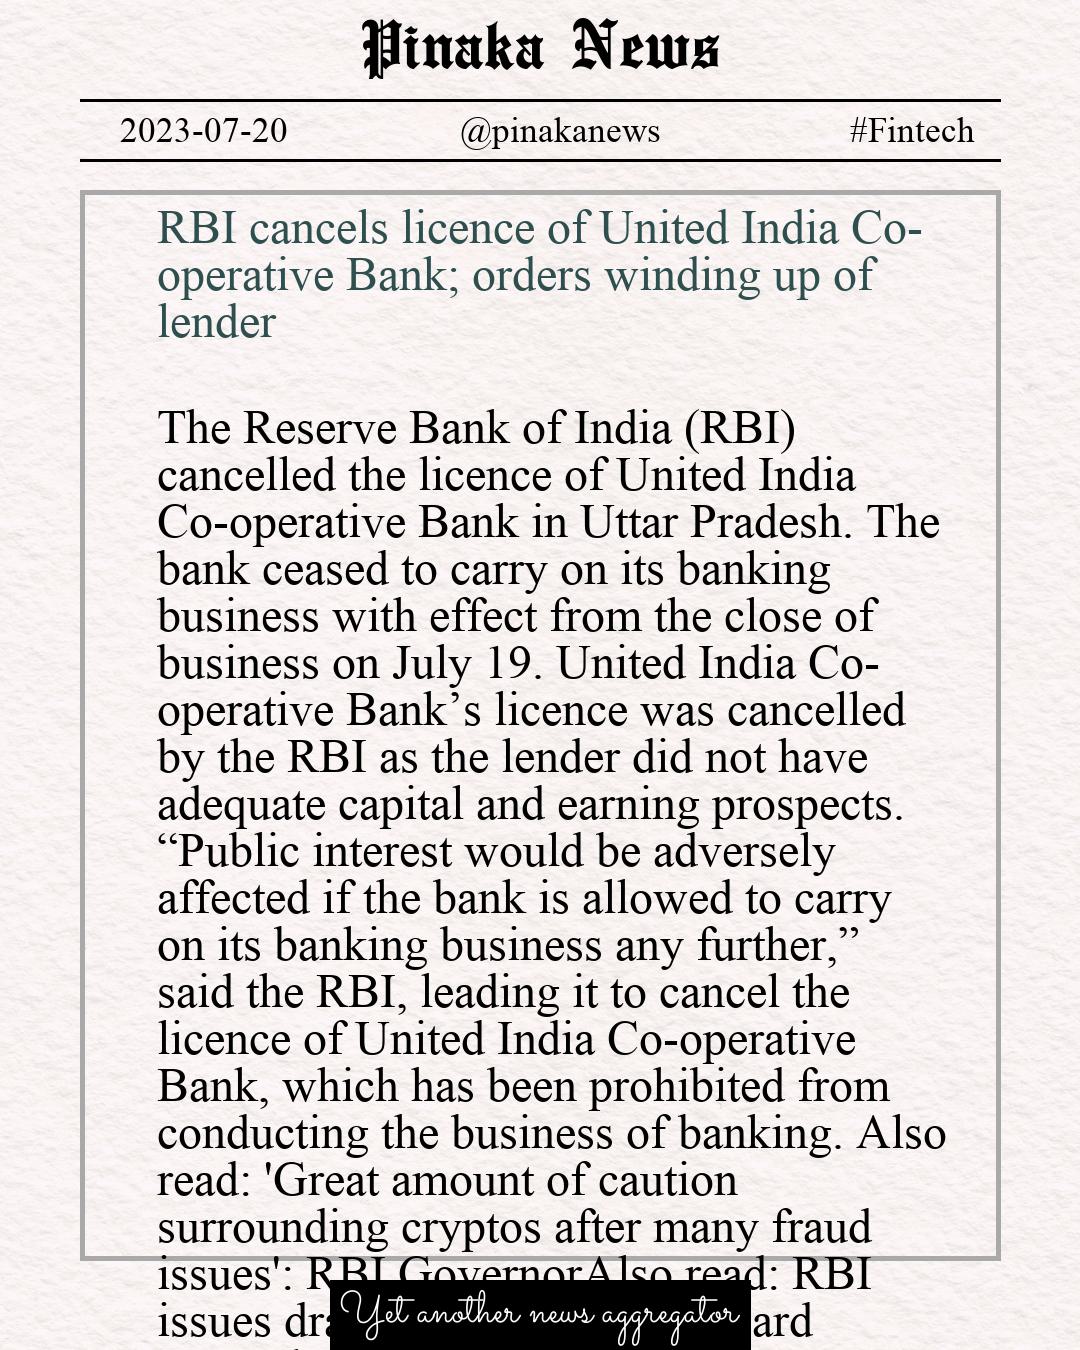 Pinaka News
2023-07-20 @pinakanews #Fintech
RBI cancels licence of United India Co-
operative Bank; orders winding up of
lender
The Reserve Bank of India (RBI)
cancelled the licence of United India
Co-operative Bank in Uttar Pradesh. The
bank ceased to carry on its banking
business with effect from the close of
business on July 19. United India Co-
operative Bank’s licence was cancelled
by the RBI as the lender did not have
adequate capital and earning prospects.
“Public interest would be adversely
affected if the bank is allowed to carry
on its banking business any further,”
said the RBI, leading it to cancel the
licence of United India Co-operative
Bank, which has been prohibited from
conducting the business of banking. Also
read: 'Great amount of caution
surrounding cryptos after many fraud
issues': RBI GovernorAlso read: RBI
issues
Yet another news aggregator